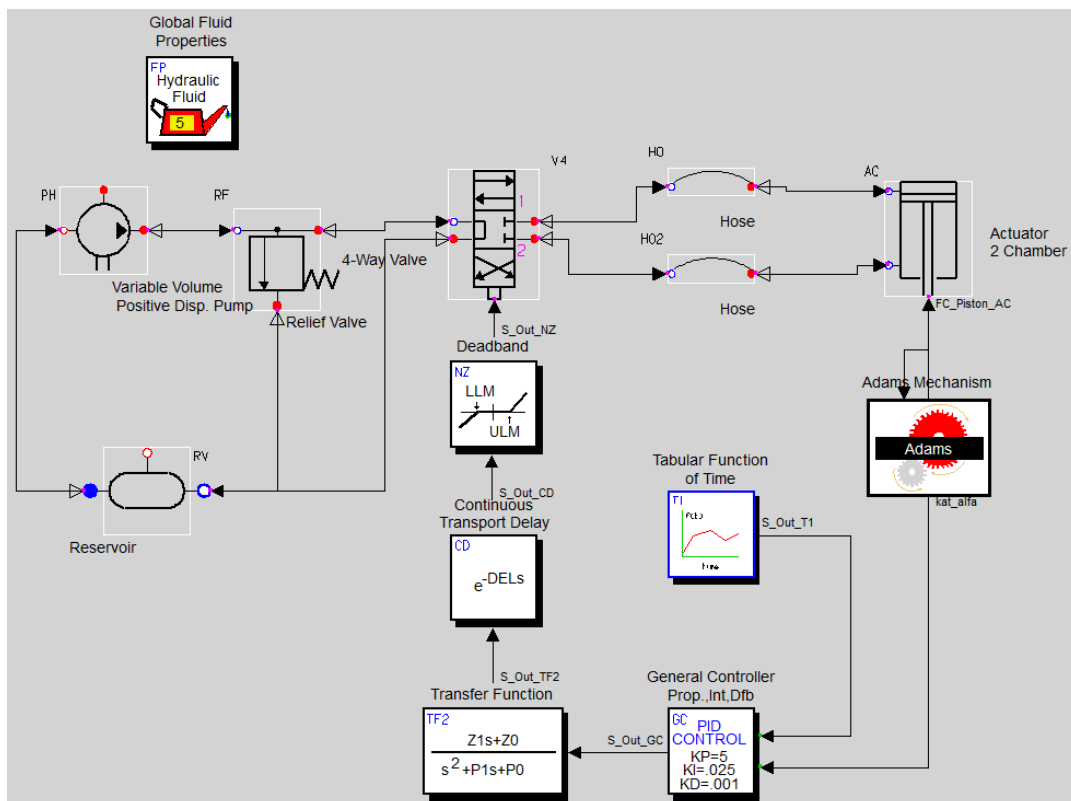 Global Fluid
Properties
FP
Hydraulic
Fluid
5
PH
RF
V4
HO
AC
1
2
Hose
HO2
Actuator
2 Chamber
4-Way Valve
Variable Volume
Positive Disp. Pump
Relief Valve
Hose
FC_Piston_AC
S_Out_NZ
Deadband
NZ
LLM
ULM
Adams Mechanism
Adams
kat_alfa
RV
Reservoir
S_Out_CD
Continuous
Transport Delay
CD
e-DELs
Tabular Function
of Time
T1
time
S_Out_T1
S_Out_TF2
Transfer Function
TF2
Z1s+Z0
s2+P1s+P0
S_Out_GC
General Controller
Prop.,Int,Dfb
GC
PID
CONTROL
KP=5
KI=.025
KD=.001